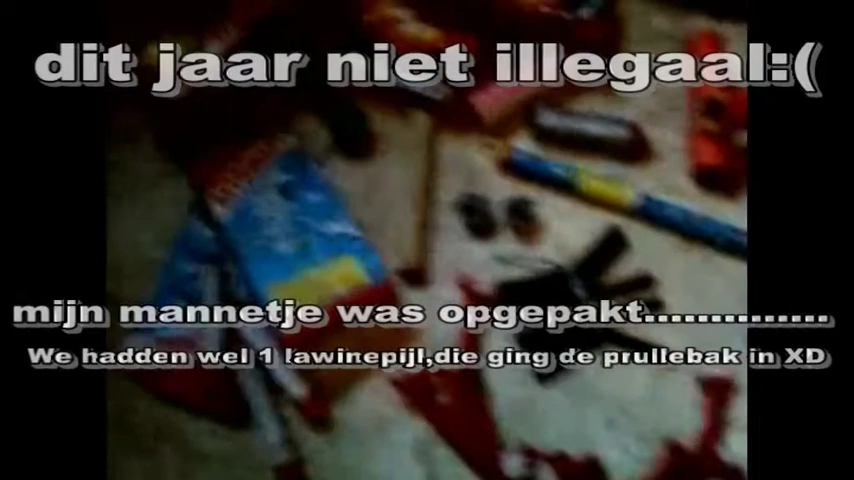 dit jaar niet illegaal:(
mijn mannetje was opgepakt..............
We hadden wel 1 lawinepijl,die ging de prullebak in XD